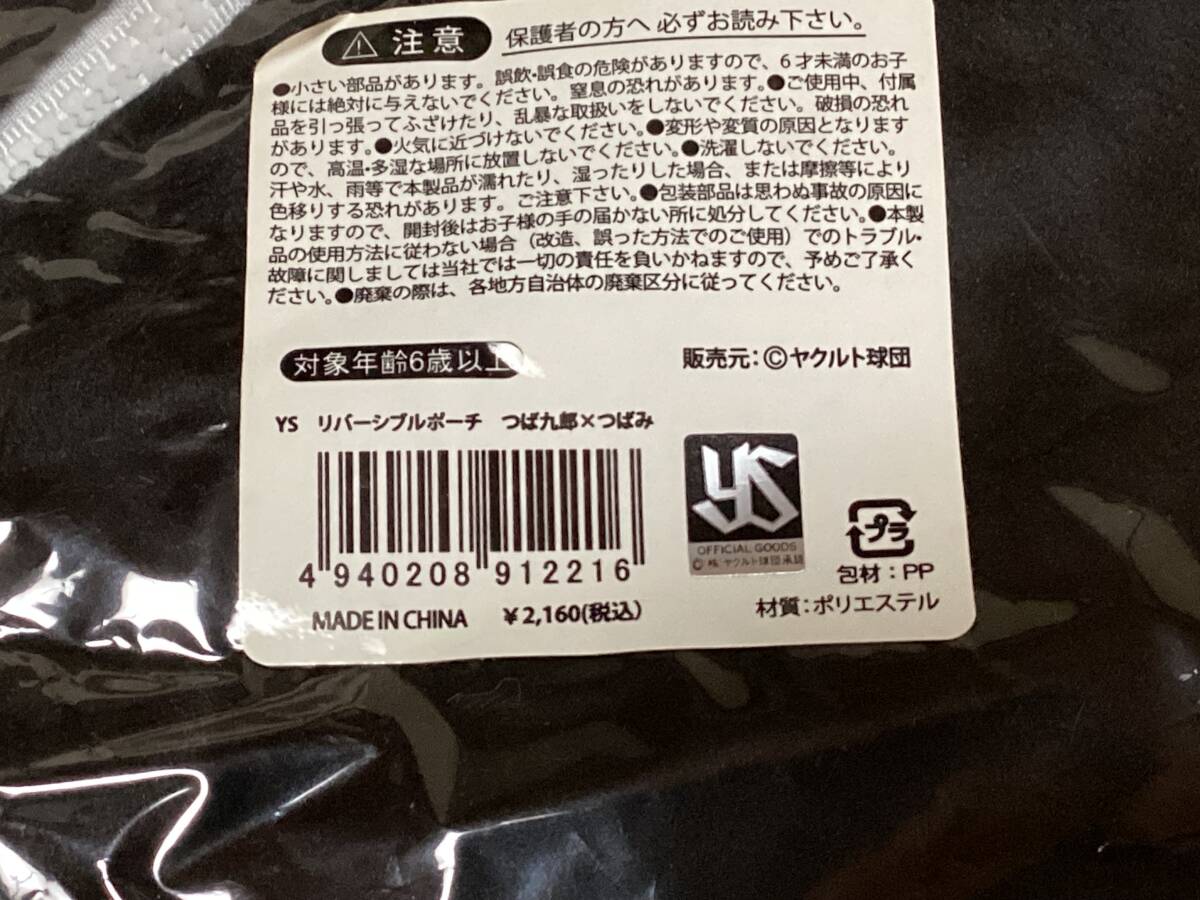 ⚠注意 保護者の方へ 必ずお読み下さい。
●小さい部品があります。誤飲・誤食の危険がありますので、6才未満のお子
様には絶対に与えないでください。窒息の恐れがあります。●ご使用中、付属
品を引っ張ってふざけたり、乱暴な取扱いをしないでください。破損の恐れ
があります。●火気に近づけないでください。●変形や変質の原因となります
ので、高温・多湿な場所に放置しないでください。●洗濯しないでください。
汗や水、雨等で本製品が濡れたり、湿ったりした場合、または摩擦等により
色移りする恐れがあります。ご注意下さい。●包装部品は思わぬ事故の原因に
なりますので、開封後はお子様の手の届かない所に処分してください。●本製
品の使用方法に従わない場合（改造、誤った方法でのご使用）でのトラブル・
故障に関しましては当社では一切の責任を負いかねますので、予めご了承く
ださい。●廃棄の際は、各地方自治体の廃棄区分に従ってください。
対象年齢6歳以上
販売元：©ヤクルト球団
YS リバーシブルポーチ つば九郎×つばみ
4 940208 912216
MADE IN CHINA ￥2,160(税込)
YS
OFFICIAL GOODS
©株ヤクルト球団承認
プラ
包材：PP
材質：ポリエステル